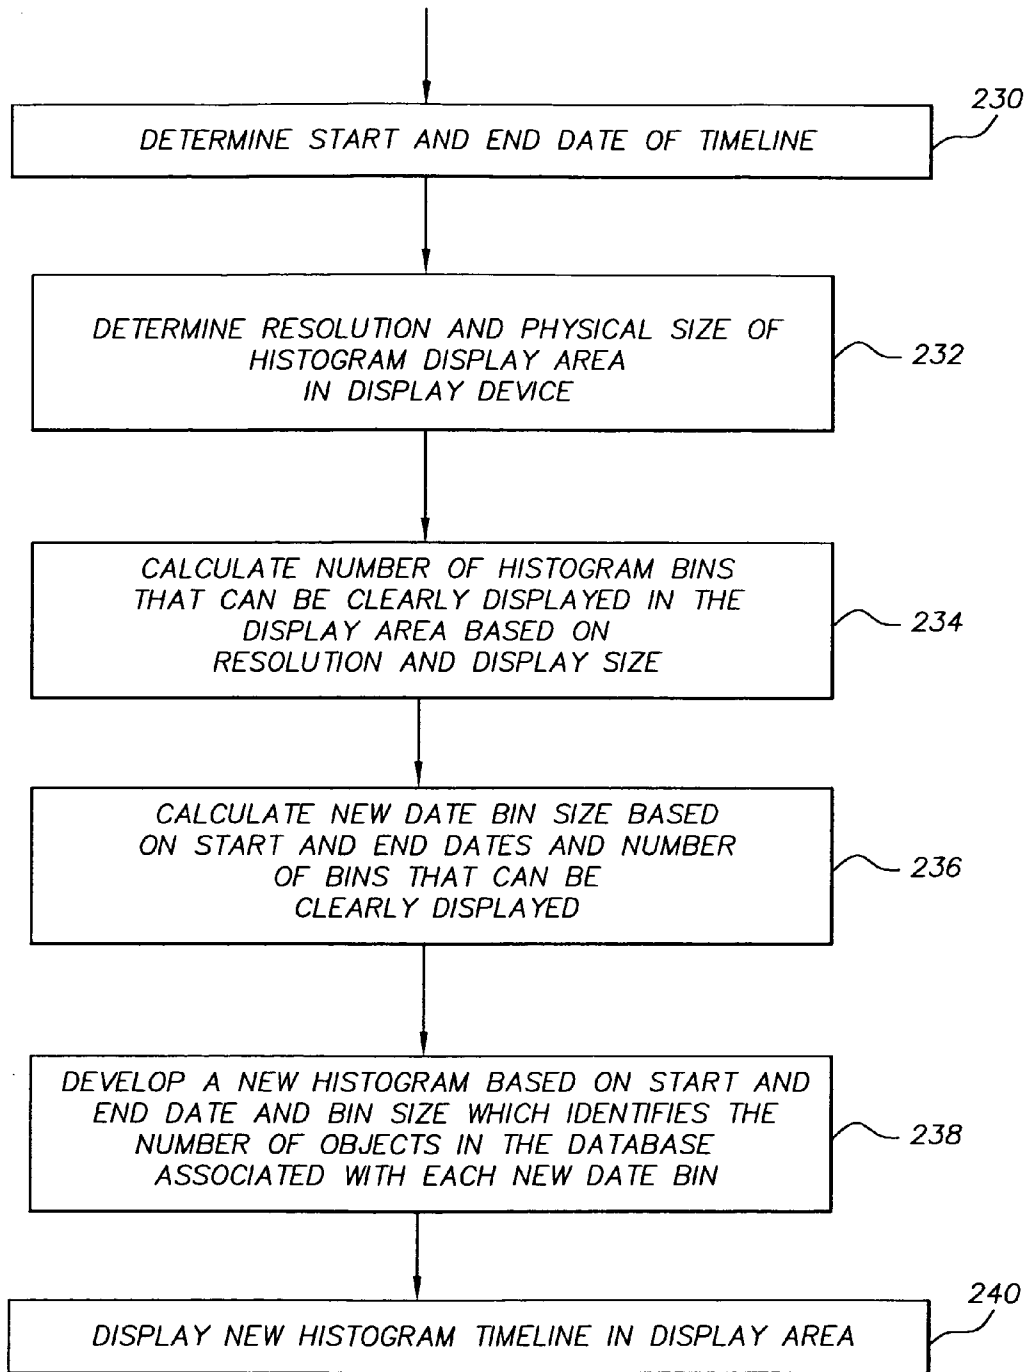 230
DETERMINE START AND END DATE OF TIMELINE
DETERMINE RESOLUTION AND PHYSICAL SIZE OF
HISTOGRAM DISPLAY AREA
IN DISPLAY DEVICE
232
CALCULATE NUMBER OF HISTOGRAM BINS
THAT CAN BE CLEARLY DISPLAYED IN THE
DISPLAY AREA BASED ON
RESOLUTION AND DISPLAY SIZE
234
CALCULATE NEW DATE BIN SIZE BASED
ON START AND END DATES AND NUMBER
OF BINS THAT CAN BE
CLEARLY DISPLAYED
236
DEVELOP A NEW HISTOGRAM BASED ON START AND
END DATE AND BIN SIZE WHICH IDENTIFIES THE
NUMBER OF OBJECTS IN THE DATABASE
ASSOCIATED WITH EACH NEW DATE BIN
238
240
DISPLAY NEW HISTOGRAM TIMELINE IN DISPLAY AREA